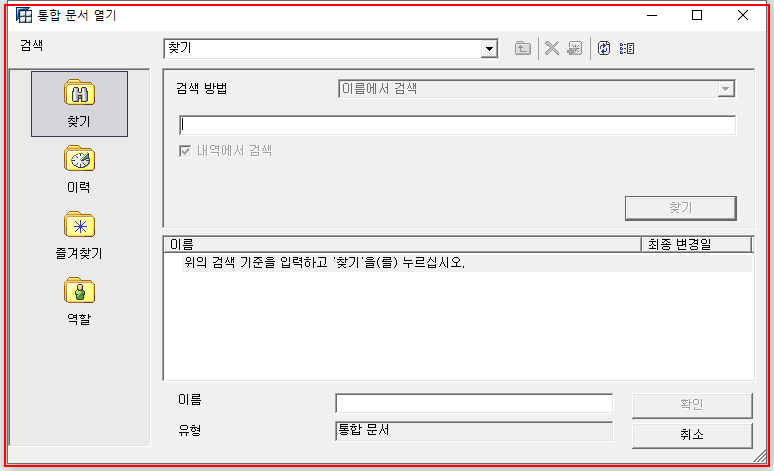 통합 문서 열기
검색
찾기
찾기
이력
즐겨찾기
역할
검색 방법
이름에서 검색
내역에서 검색
찾기
이름
최종 변경일
위의 검색 기준을 입력하고 '찾기'을(를) 누르십시오.
이름
확인
유형
통합 문서
취소